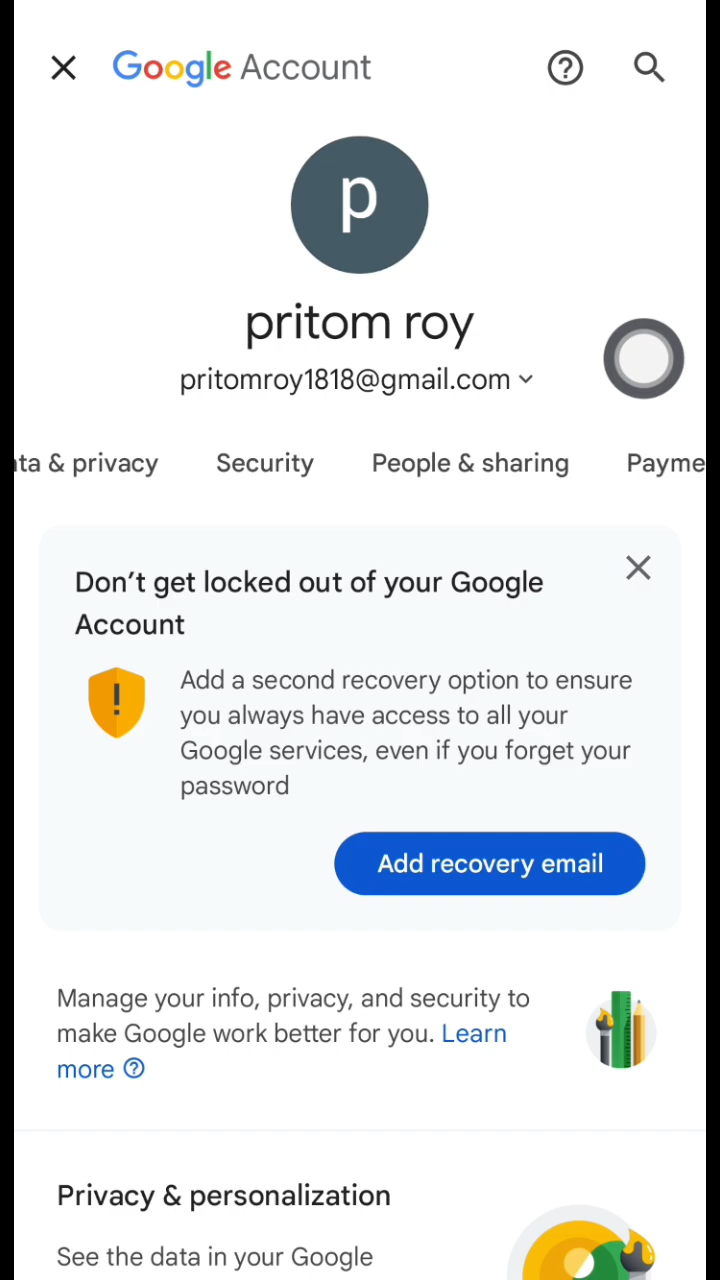 Google Account
p
pritom roy
pritomroy1818@gmail.com
ta & privacy Security People & sharing Payme
Don't get locked out of your Google
Account
Add a second recovery option to ensure
you always have access to all your
Google services, even if you forget your
password
Add recovery email
Manage your info, privacy, and security to
make Google work better for you. Learn
more
Privacy & personalization
See the data in your Google